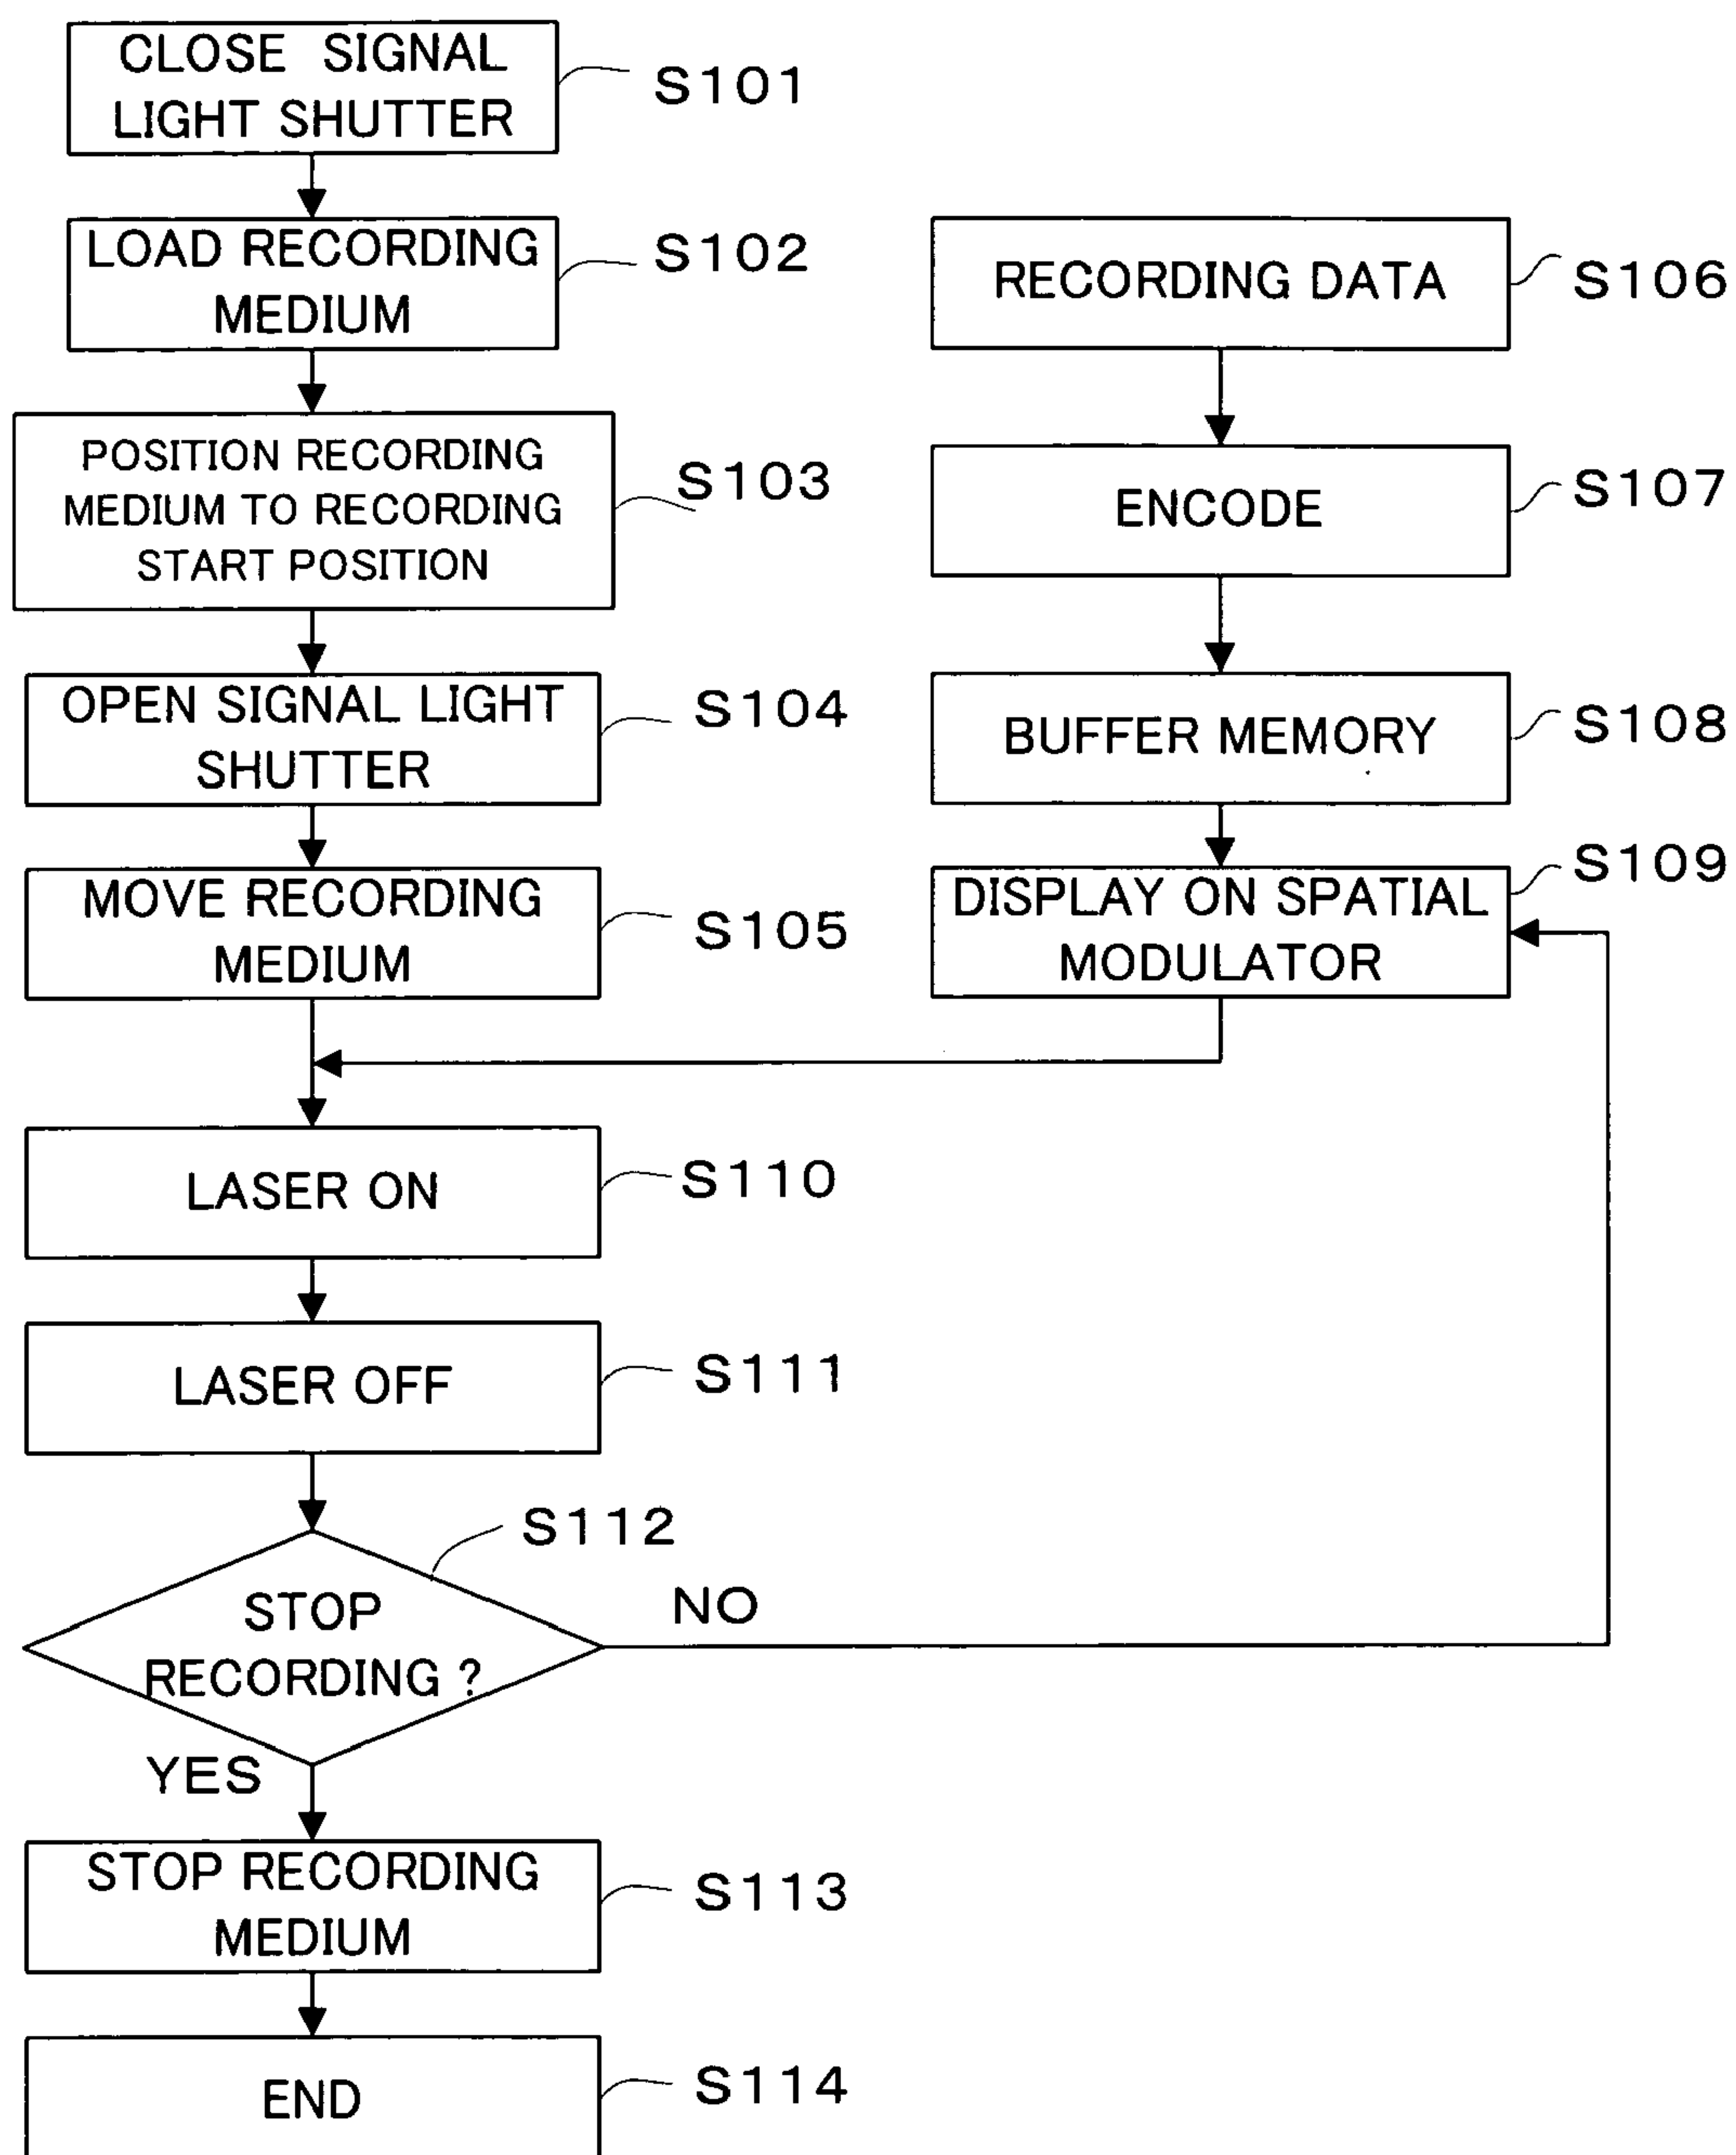 CLOSE SIGNAL
LIGHT SHUTTER
S101
LOAD RECORDING
MEDIUM
S102
POSITION RECORDING
MEDIUM TO RECORDING
START POSITION
S103
OPEN SIGNAL LIGHT
SHUTTER
S104
MOVE RECORDING
MEDIUM
S105
RECORDING DATA
S106
ENCODE
S107
BUFFER MEMORY
S108
DISPLAY ON SPATIAL
MODULATOR
S109
LASER ON
S110
LASER OFF
S111
STOP
RECORDING ?
S112
NO
YES
STOP RECORDING
MEDIUM
S113
END
S114